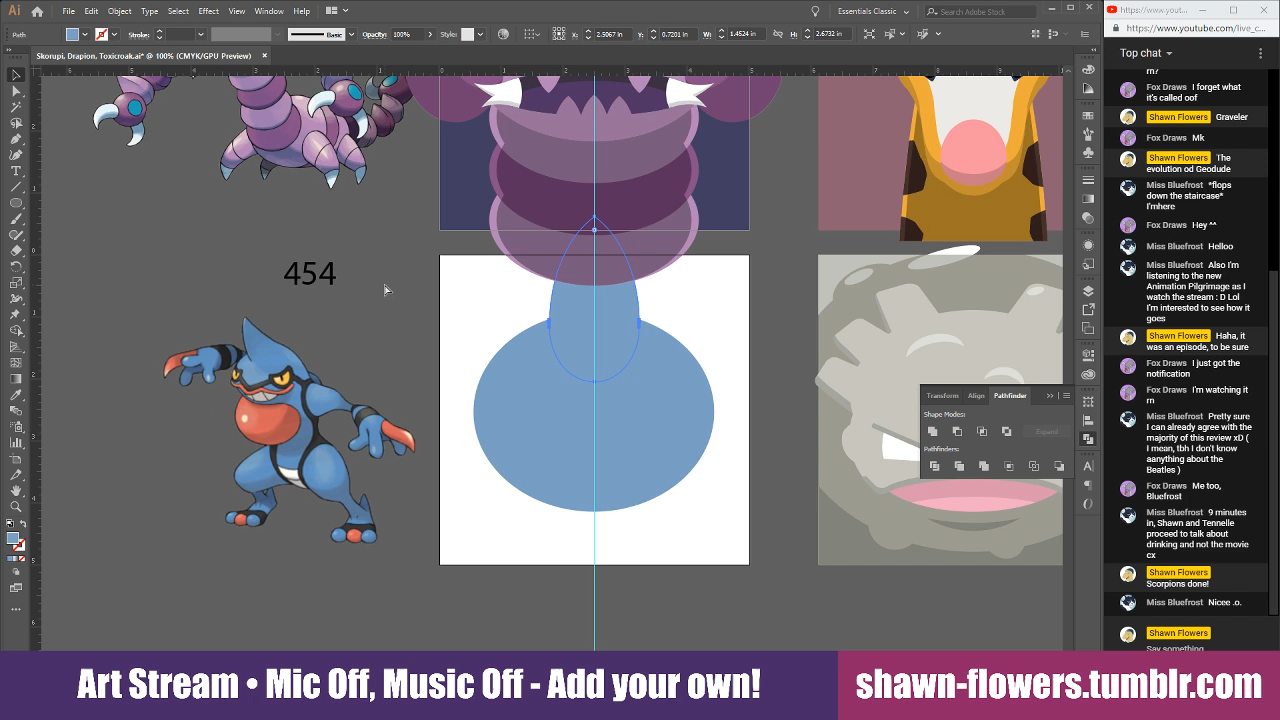 Ai File Edit Object Type Select Effect View Window Help Essentials Classic Search Adobe Stock
Path Stroke: Basic Opacity: 100% Style: X: 2.5067 in Y: 0.7201 in W: 1.4524 in H: 2.6732 in
Skorupi, Drapion, Toxicroak.ai* @ 100% (CMYK/GPU Preview)
454
Transform Align Pathfinder
Shape Modes:
Expand
Pathfinders:
https://www.yout...
https://www.youtube.com/live_c...
Top chat
rn?
Fox Draws I forget what
it's called oof
Shawn Flowers Graveler
Fox Draws Mk
Shawn Flowers The
evolution od Geodude
Miss Bluefrost *flops
down the staircase*
I'mhere
Fox Draws Hey ^^
Miss Bluefrost Helloo
Miss Bluefrost Also I'm
listening to the new
Animation Pilgrimage as I
watch the stream : D Lol
I'm interested to see how it
goes
Shawn Flowers Haha, it
was an episode, to be sure
Fox Draws I just got the
notification
Fox Draws I'm watching it
rn
Miss Bluefrost Pretty sure
I can already agree with
the majority of this review xD (
I mean, tbh I don't know
aanything about the
Beatles )
Fox Draws Me too,
Bluefrost
Miss Bluefrost 9 minutes
in, Shawn and Tennelle
proceed to talk about
drinking and not the movie
cx
Shawn Flowers
Scorpions done!
Miss Bluefrost Nicee .o.
Shawn Flowers
Say something...
Art Stream • Mic Off, Music Off - Add your own!
shawn-flowers.tumblr.com